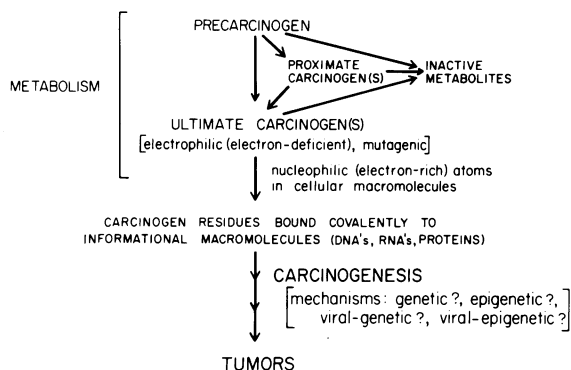 PRECARCINOGEN
PROXIMATE
CARCINOGEN(S)
INACTIVE
METABOLITES
METABOLISM
ULTIMATE CARCINOGEN(S)
[electrophilic (electron-deficient), mutagenic]
nucleophilic (electron-rich) atoms
in cellular macromolecules
CARCINOGEN RESIDUES BOUND COVALENTLY TO
INFORMATIONAL MACROMOLECULES (DNA's, RNA's, PROTEINS)
CARCINOGENESIS
[mechanisms: genetic?, epigenetic?,
viral-genetic?, viral-epigenetic?]
TUMORS